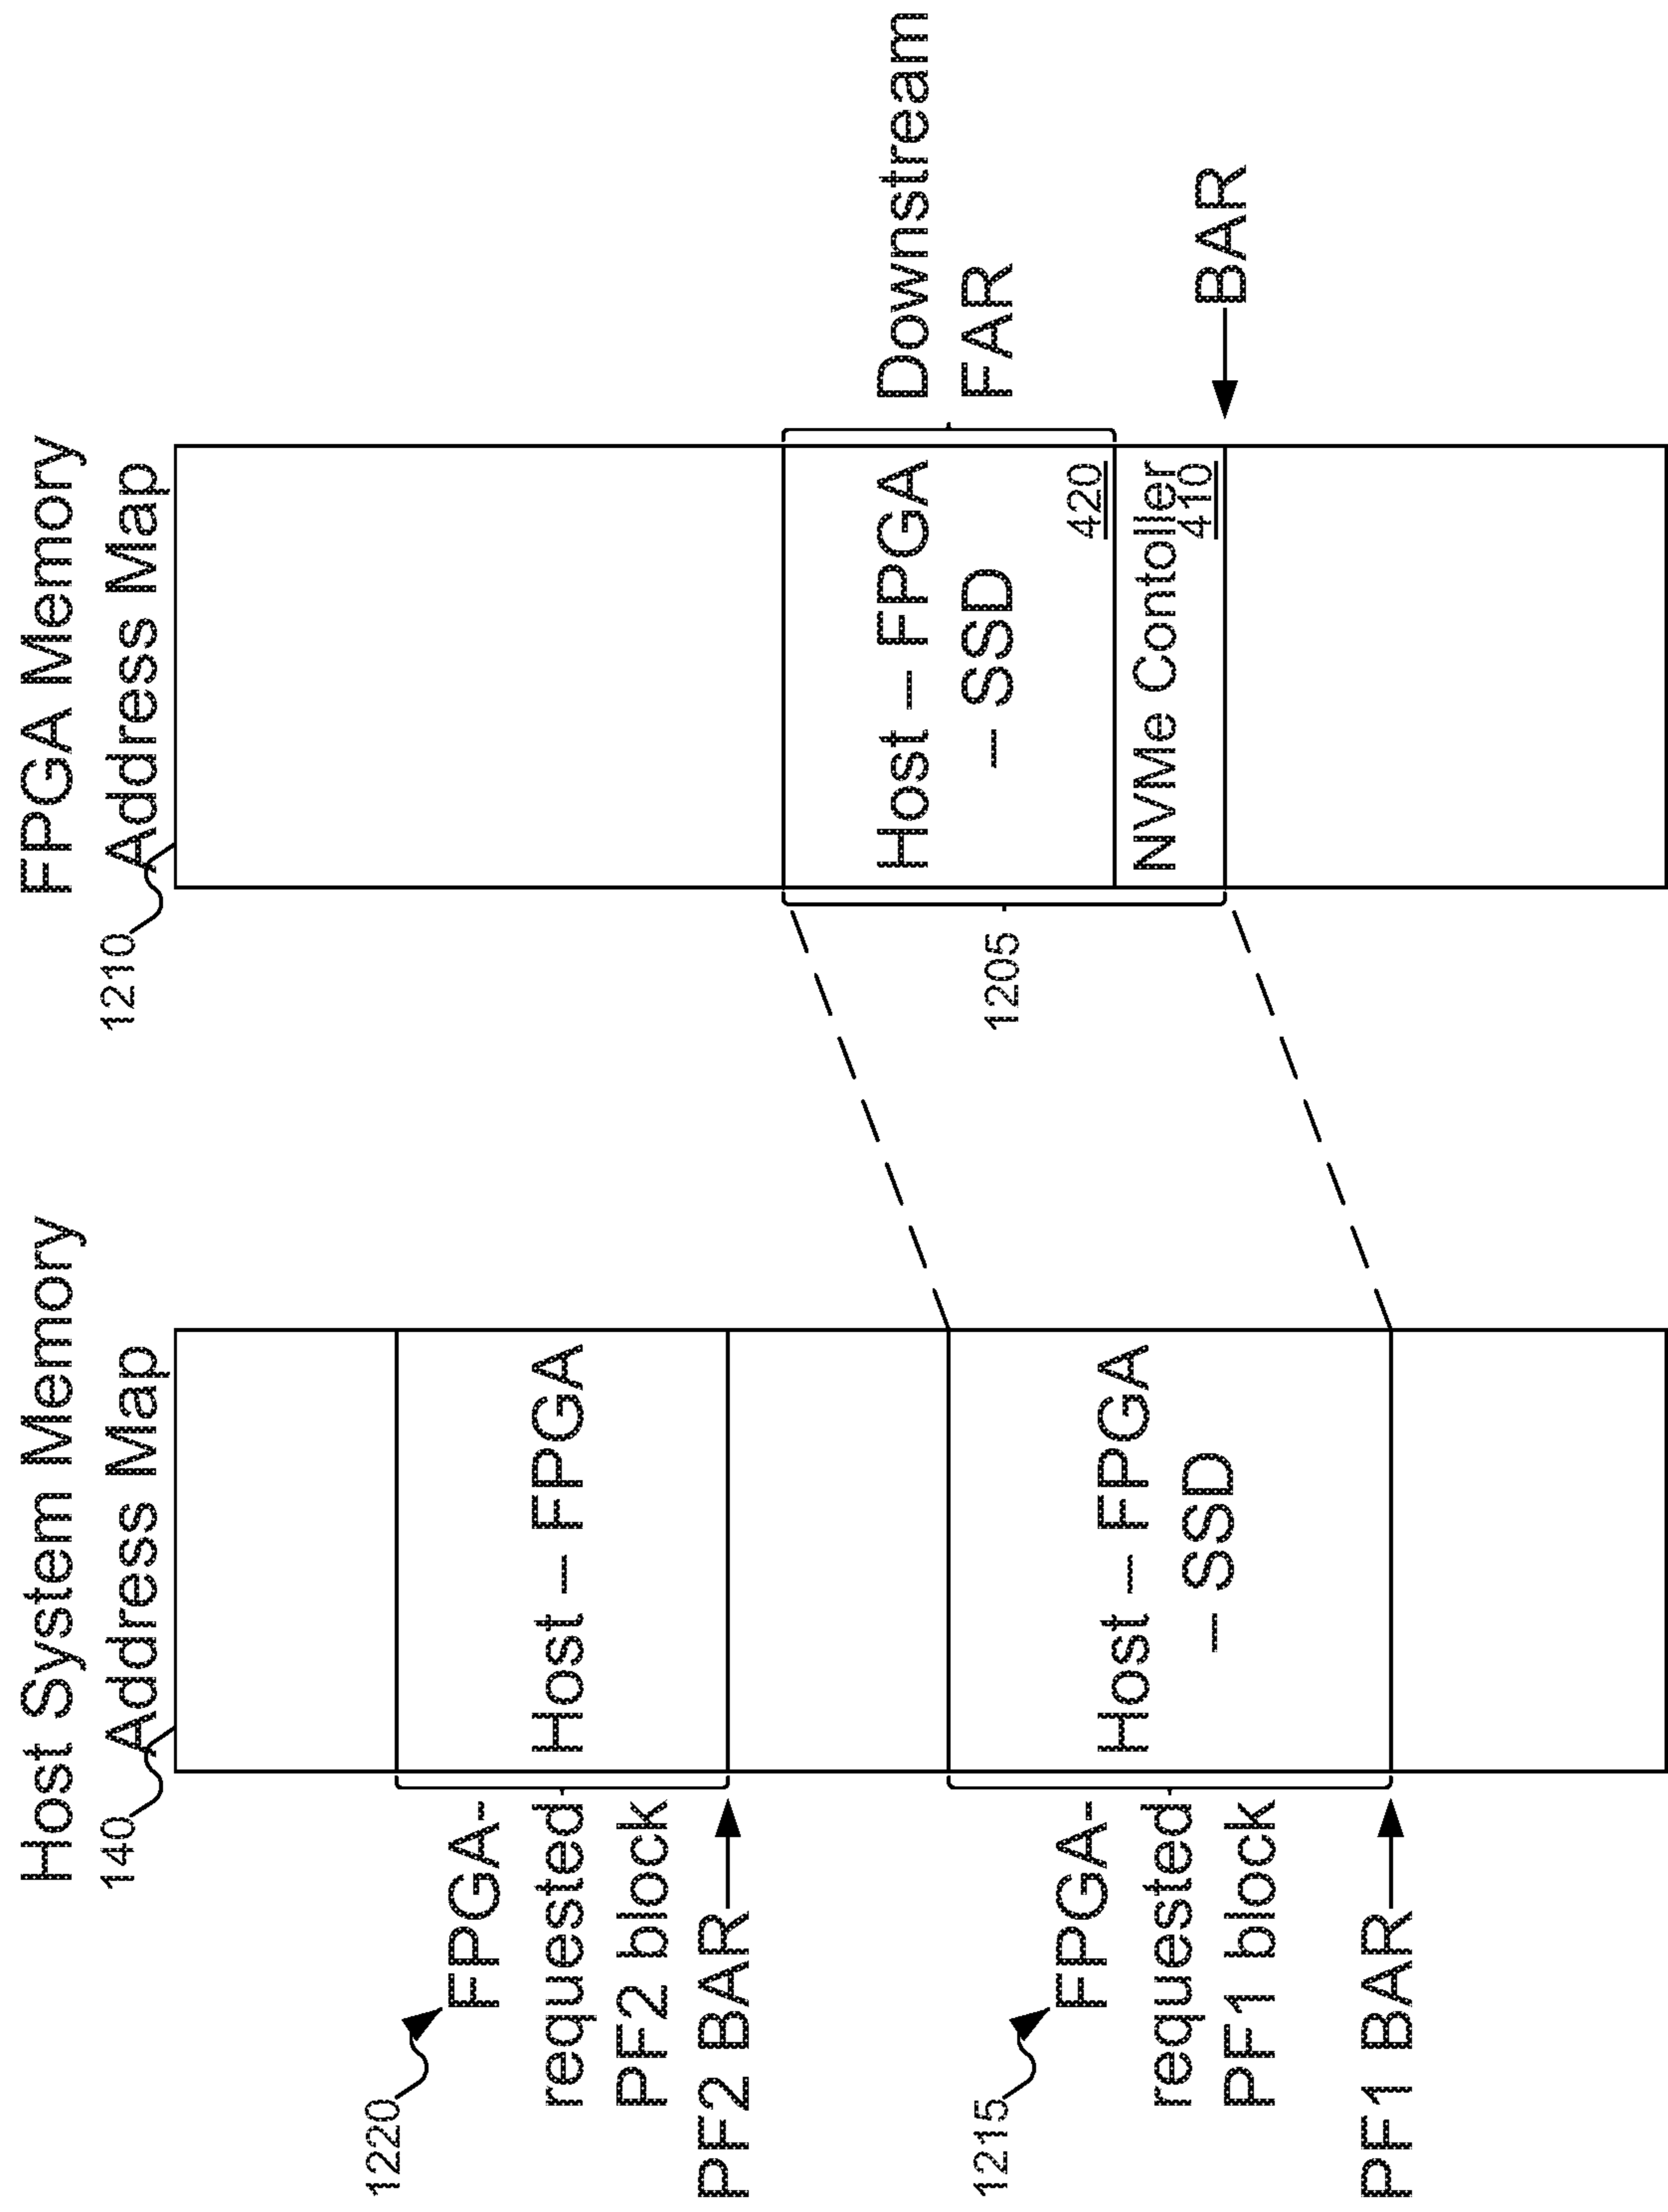 Host System Memory
Address Map
140
1220
FPGA-
requested
PF2 block
PF2 BAR
Host – FPGA
1215
FPGA-
requested
PF1 block
PF1 BAR
Host – FPGA
– SSD
FPGA Memory
Address Map
1210
1205
Host – FPGA
– SSD
420
NVMe Contoller
410
Downstream
FAR
BAR